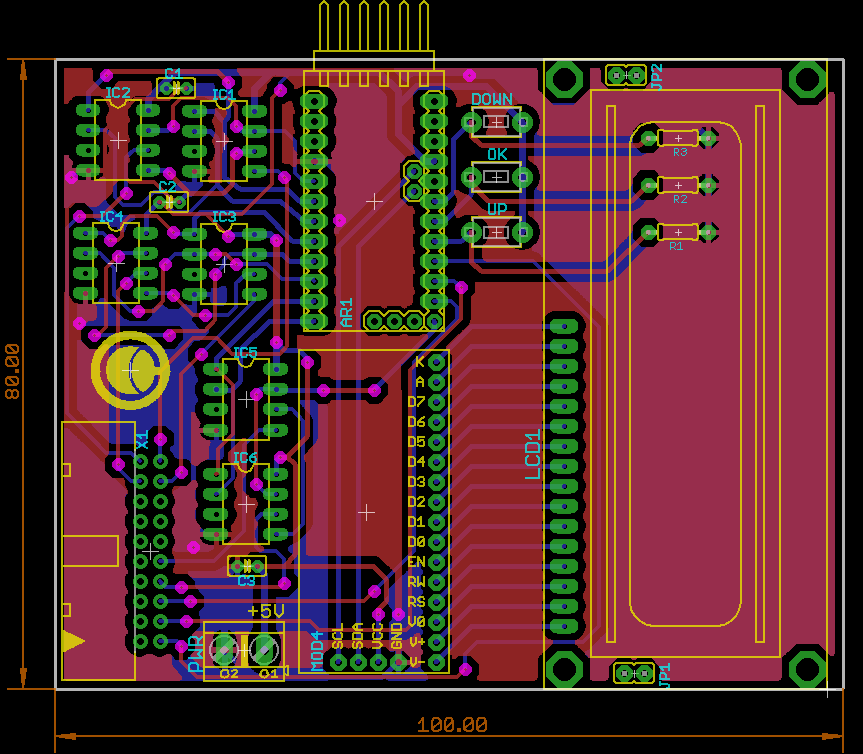 C1
JP2
IC2
IC1
DOWN
R3
OK
C2
R2
IC4
IC3
UP
R1
AR1
80.00
IC5
K
A
D7
D6
D5
X1
LCD1
IC6
D4
D3
D2
D1
D0
EN
C3
RW
RS
+5V
V0
PWR
MOD4
SCL
SDA
VCC
GND
V+
V-
O2
O1
JP1
100.00